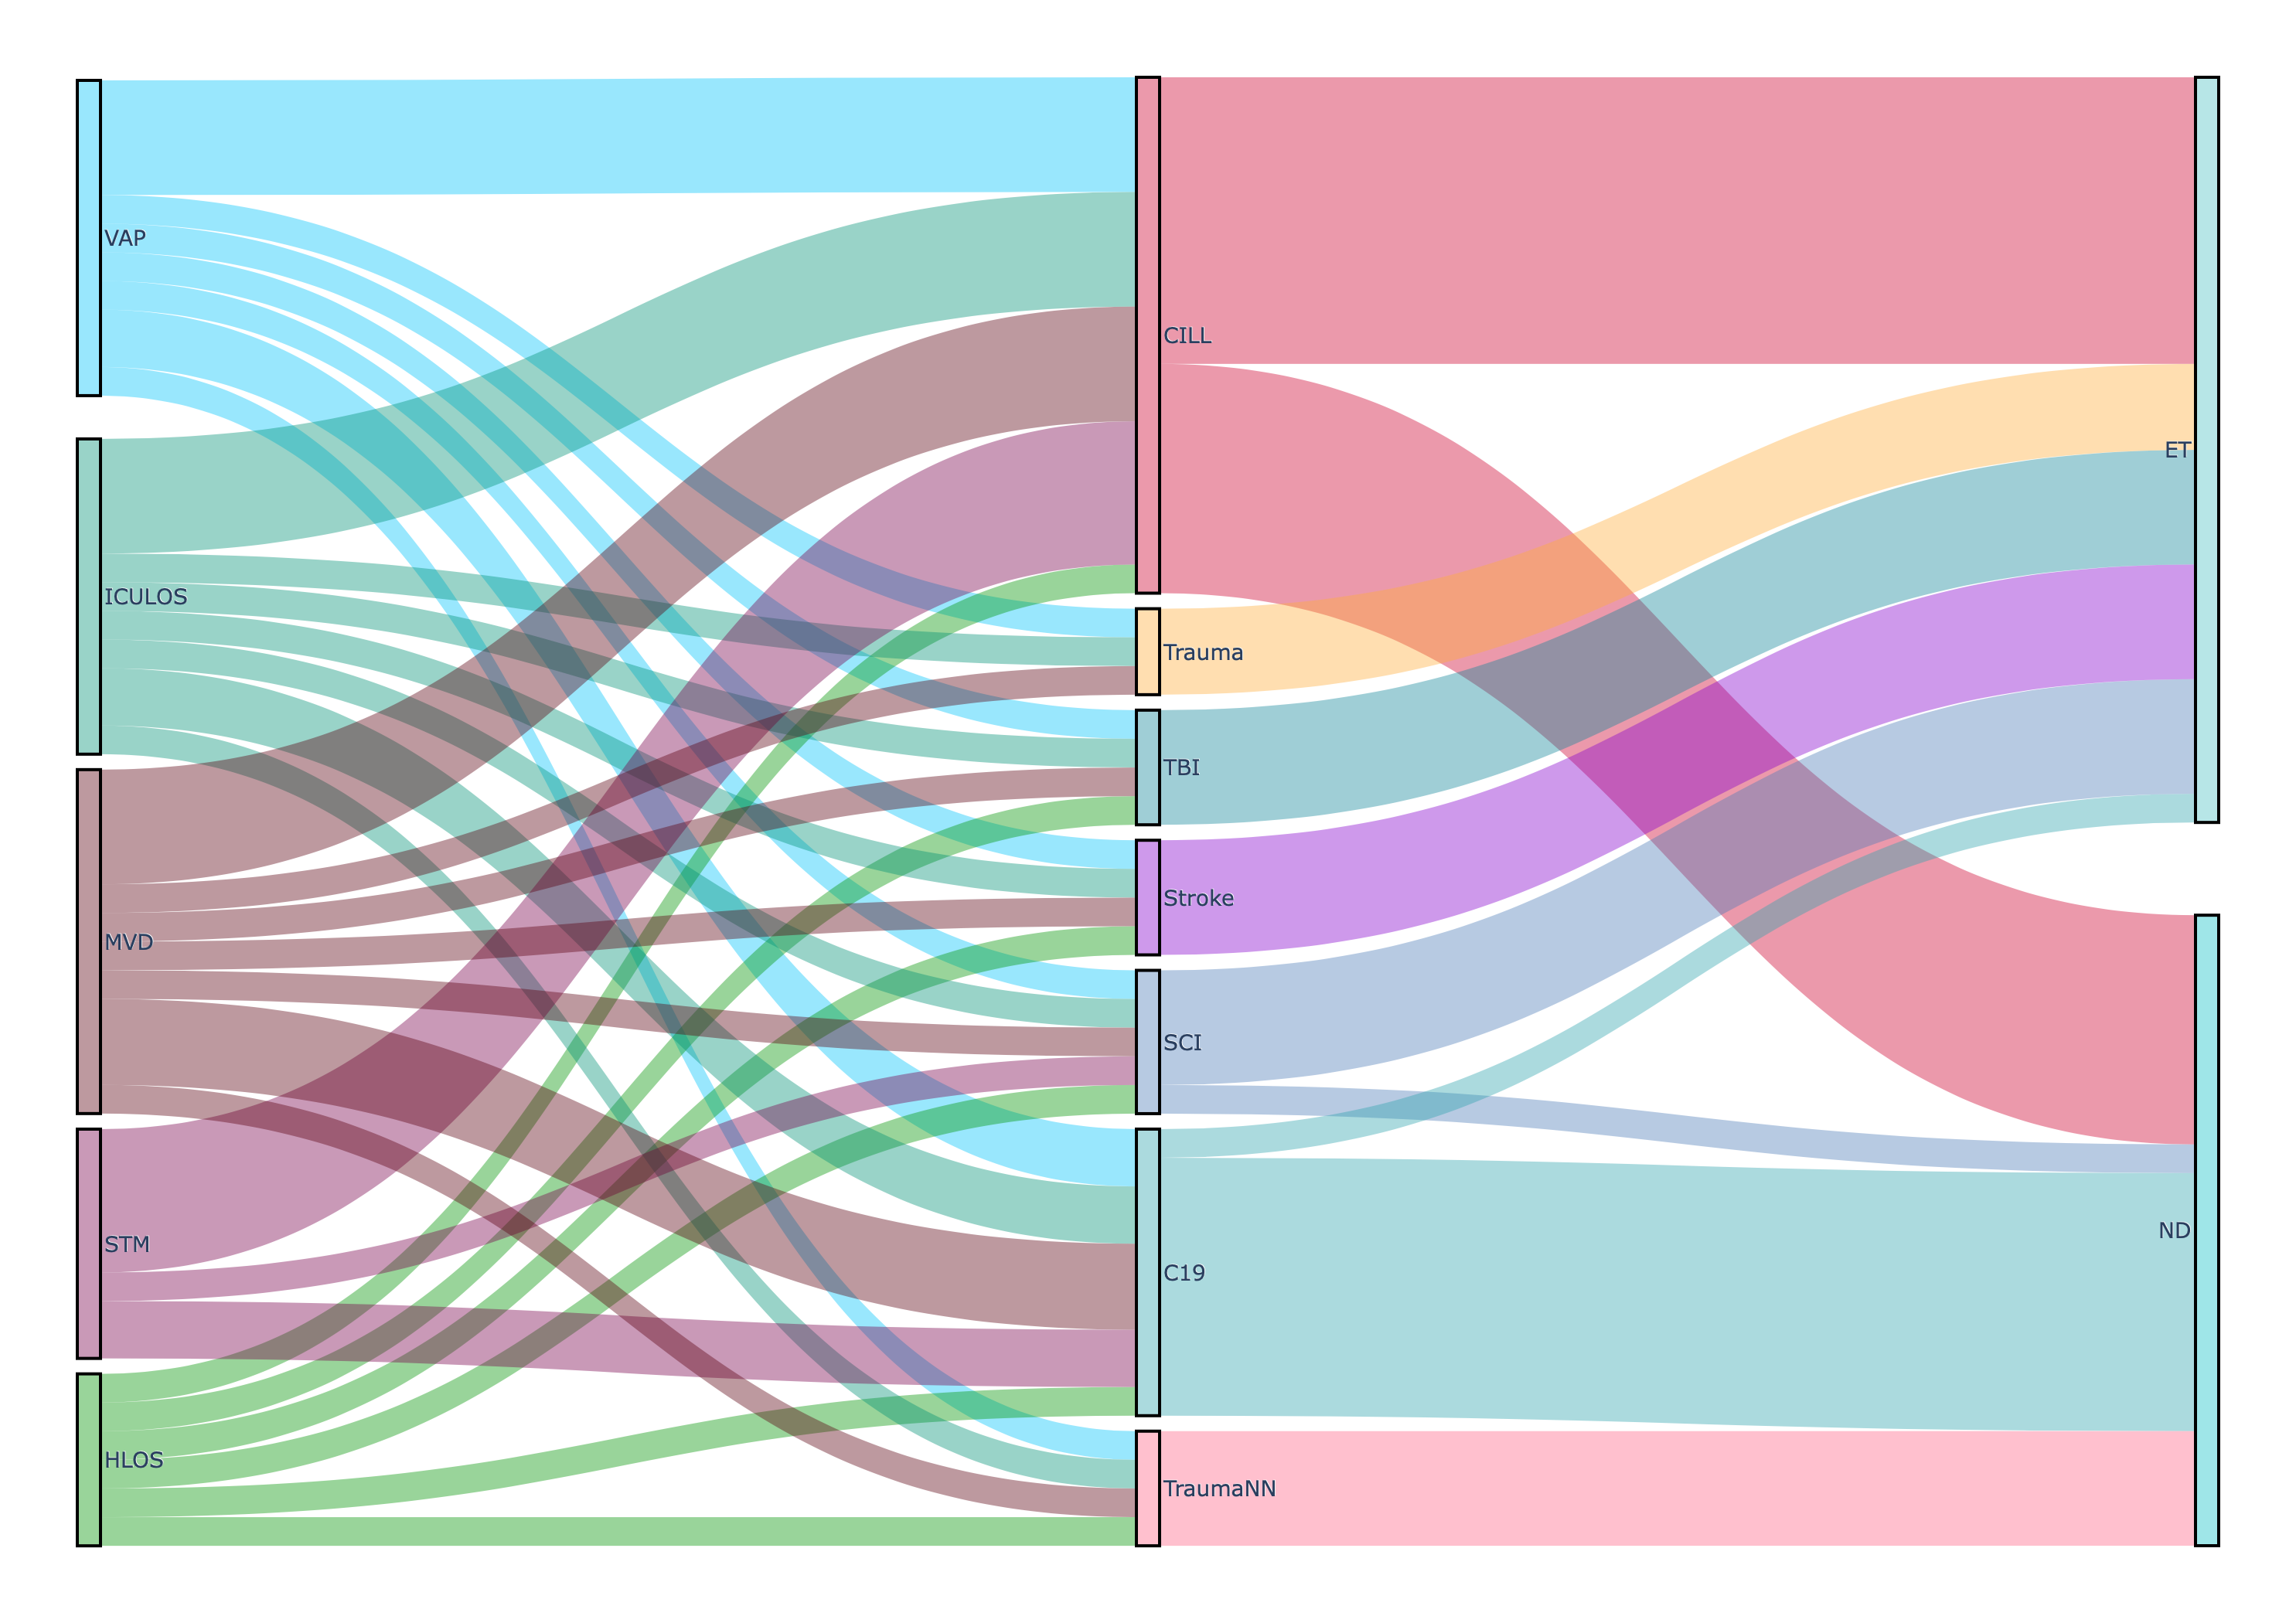 VAP
ICULOS
MVD
STM
HLOS
CILL
Trauma
TBI
Stroke
SCI
C19
TraumaNN
ET
ND